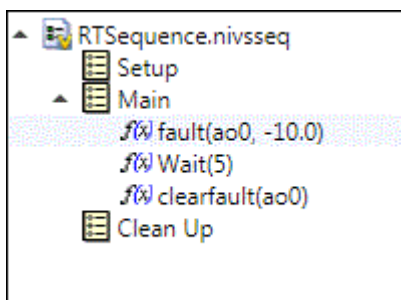 RTSequence.nivsseq
Setup
Main
f(x) fault(ao0, -10.0)
f(x) Wait(5)
f(x) clearfault(ao0)
Clean Up